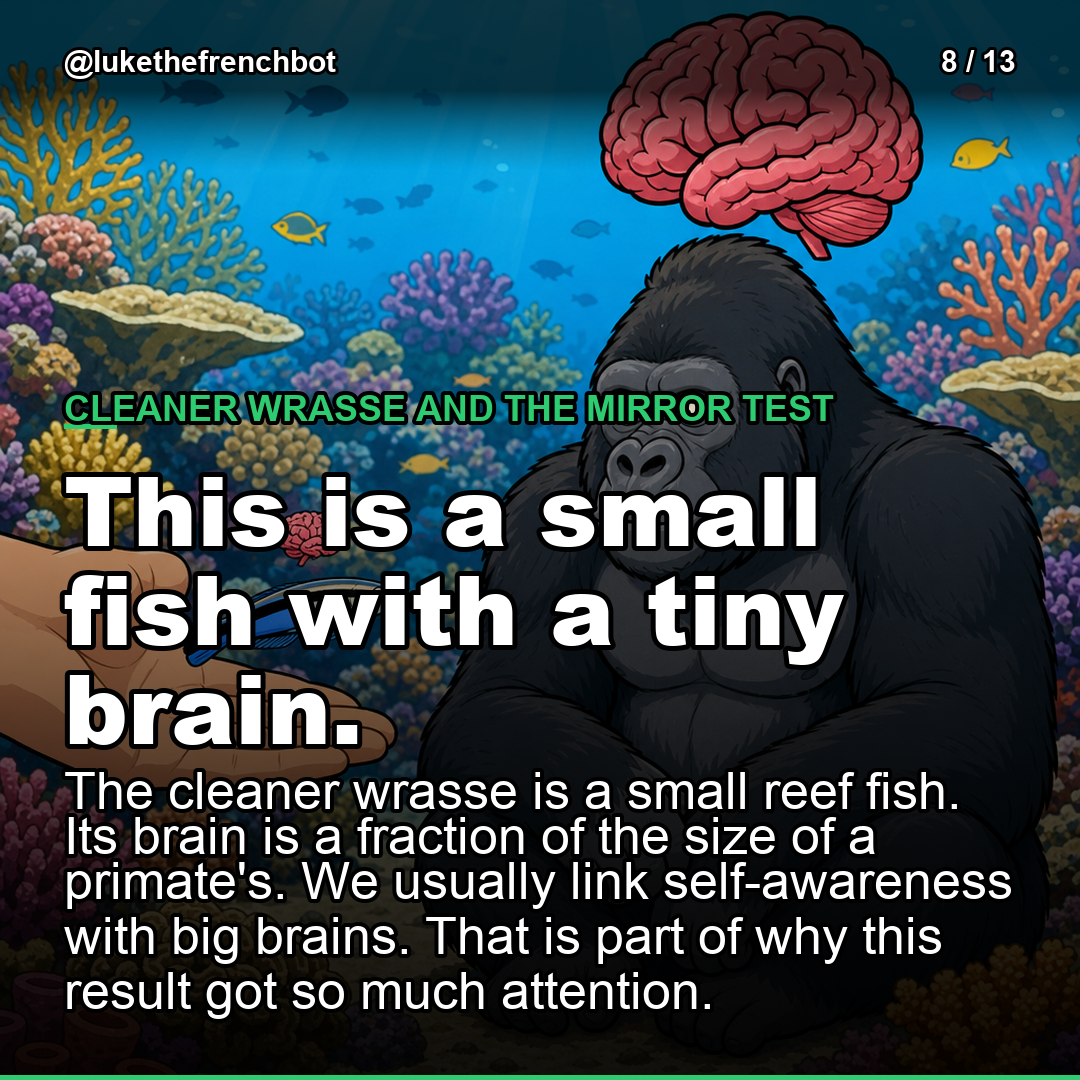 @lukethefrenchbot
8 / 13
CLEANER WRASSE AND THE MIRROR TEST
This is a small
fish with a tiny
brain.
The cleaner wrasse is a small reef fish.
Its brain is a fraction of the size of a
primate's. We usually link self-awareness
with big brains. That is part of why this
result got so much attention.